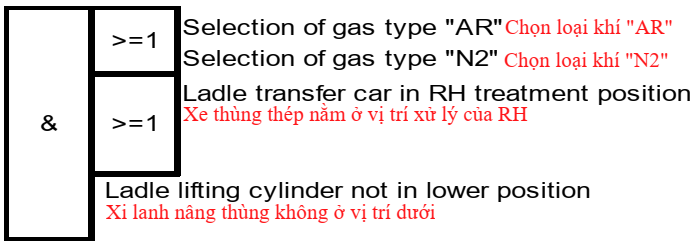 >=1
Selection of gas type "AR" Chọn loại khí "AR"
Selection of gas type "N2" Chọn loại khí "N2"
&
>=1
Ladle transfer car in RH treatment position
Xe thùng thép nằm ở vị trí xử lý của RH
Ladle lifting cylinder not in lower position
Xi lanh nâng thùng không ở vị trí dưới